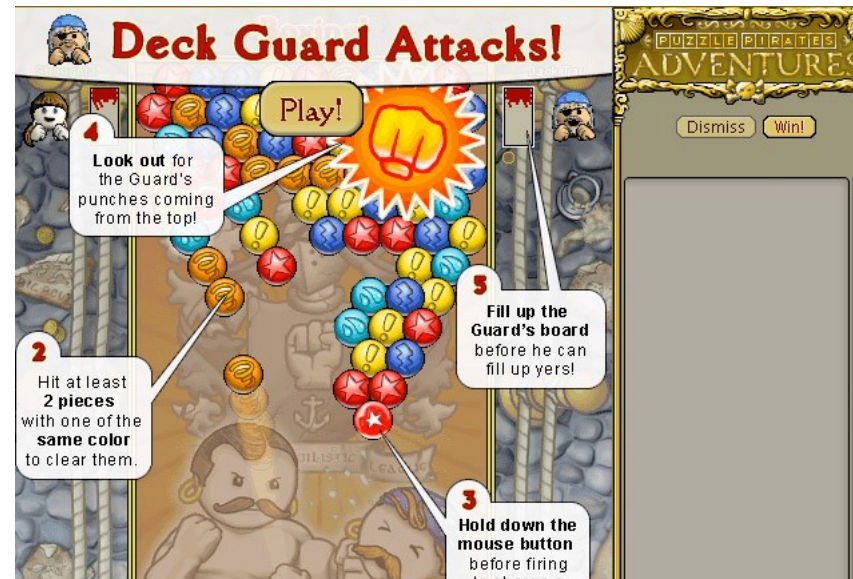 Deck Guard Attacks!
PUZZLE PIRATES
ADVENTURES
Play!
Dismiss
Win!
4
Look out for
the Guard's
punches coming
from the top!
5
Fill up the
Guard's board
before he can
fill up yers!
2
Hit at least
2 pieces
with one of the
same color
to clear them.
3
Hold down the
mouse button
before firing